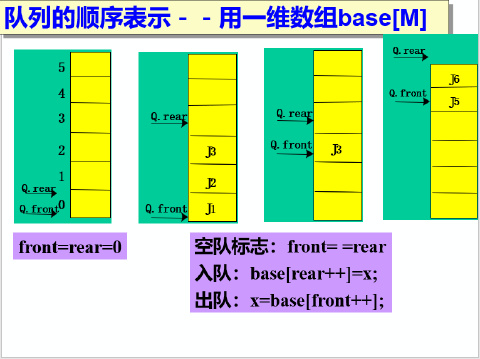 队列的顺序表示－－用一维数组base[M]
5
4
3
2
1
0
Q.rear
Q.front
Q.rear
J3
J2
Q.front
J1
Q.rear
Q.front
J3
Q.rear
J6
Q.front
J5
front=rear=0
空队标志：front= =rear
入队：base[rear++]=x;
出队：x=base[front++];